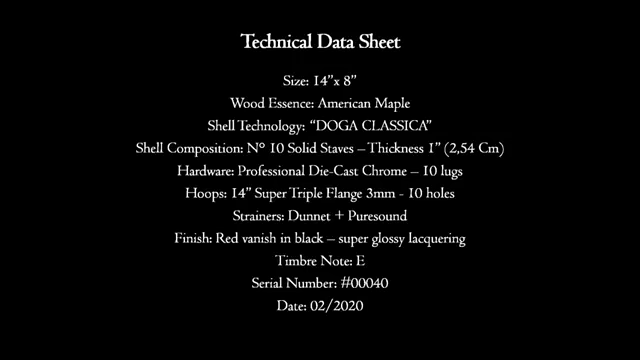 Technical Data Sheet
Size: 14”x 8”
Wood Essence: American Maple
Shell Technology: “DOGA CLASSICA”
Shell Composition: N° 10 Solid Staves – Thickness 1” (2,54 Cm)
Hardware: Professional Die-Cast Chrome – 10 lugs
Hoops: 14” Super Triple Flange 3mm - 10 holes
Strainers: Dunnet + Puresound
Finish: Red vanish in black – super glossy lacquering
Timbre Note: E
Serial Number: #00040
Date: 02/2020